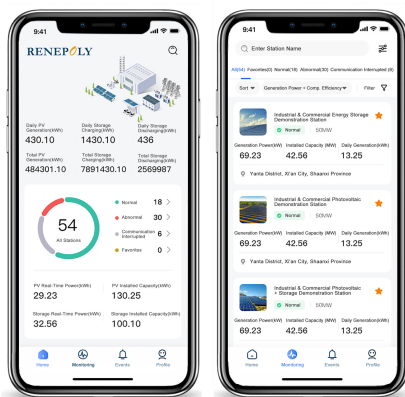 9:41
RENEPOLY
Daily PV
Generation(kWh)
430.10
Daily Storage
Charging(kWh)
1430.10
Daily Storage
Discharging(kWh)
436
Total PV
Generation(kWh)
484301.10
Total Storage
Charging(kWh)
7891430.10
Total Storage
Discharging(kWh)
2569987
54
All Stations
Normal 18
Abnormal 30
Communication
Interrupted 6
Favorites 0
PV Real-Time Power(kWh)
29.23
PV Installed Capacity(kWh)
130.25
Storage Real-Time Power(kWh)
32.56
Storage Installed Capacity(kWh)
100.10
Home
Monitoring
Events
Profile
9:41
Enter Station Name
All(54) Favorites(0) Normal(18) Abnormal(30) Communication Interrupted (6)
Sort
Generation Power + Comp. Efficiency
Filter
Industrial & Commercial Energy Storage
Demonstration Station
Normal 50MW
Generation Power(kWh) Installed Capacity (MW) Daily Generation(kWh)
69.23 42.56 13.25
Yanta District, Xi'an City, Shaanxi Province
Industrial & Commercial Photovoltaic
Demonstration Station
Normal 50MW
Generation Power(kWh) Installed Capacity (MW) Daily Generation(kWh)
69.23 42.56 13.25
Yanta District, Xi'an City, Shaanxi Province
Industrial & Commercial Photovoltaic
+ Storage Demonstration Station
Normal 50MW
Generation Power(kWh) Installed Capacity (MW) Daily Generation(kWh)
69.23 42.56 13.25
Home
Monitoring
Events
Profile